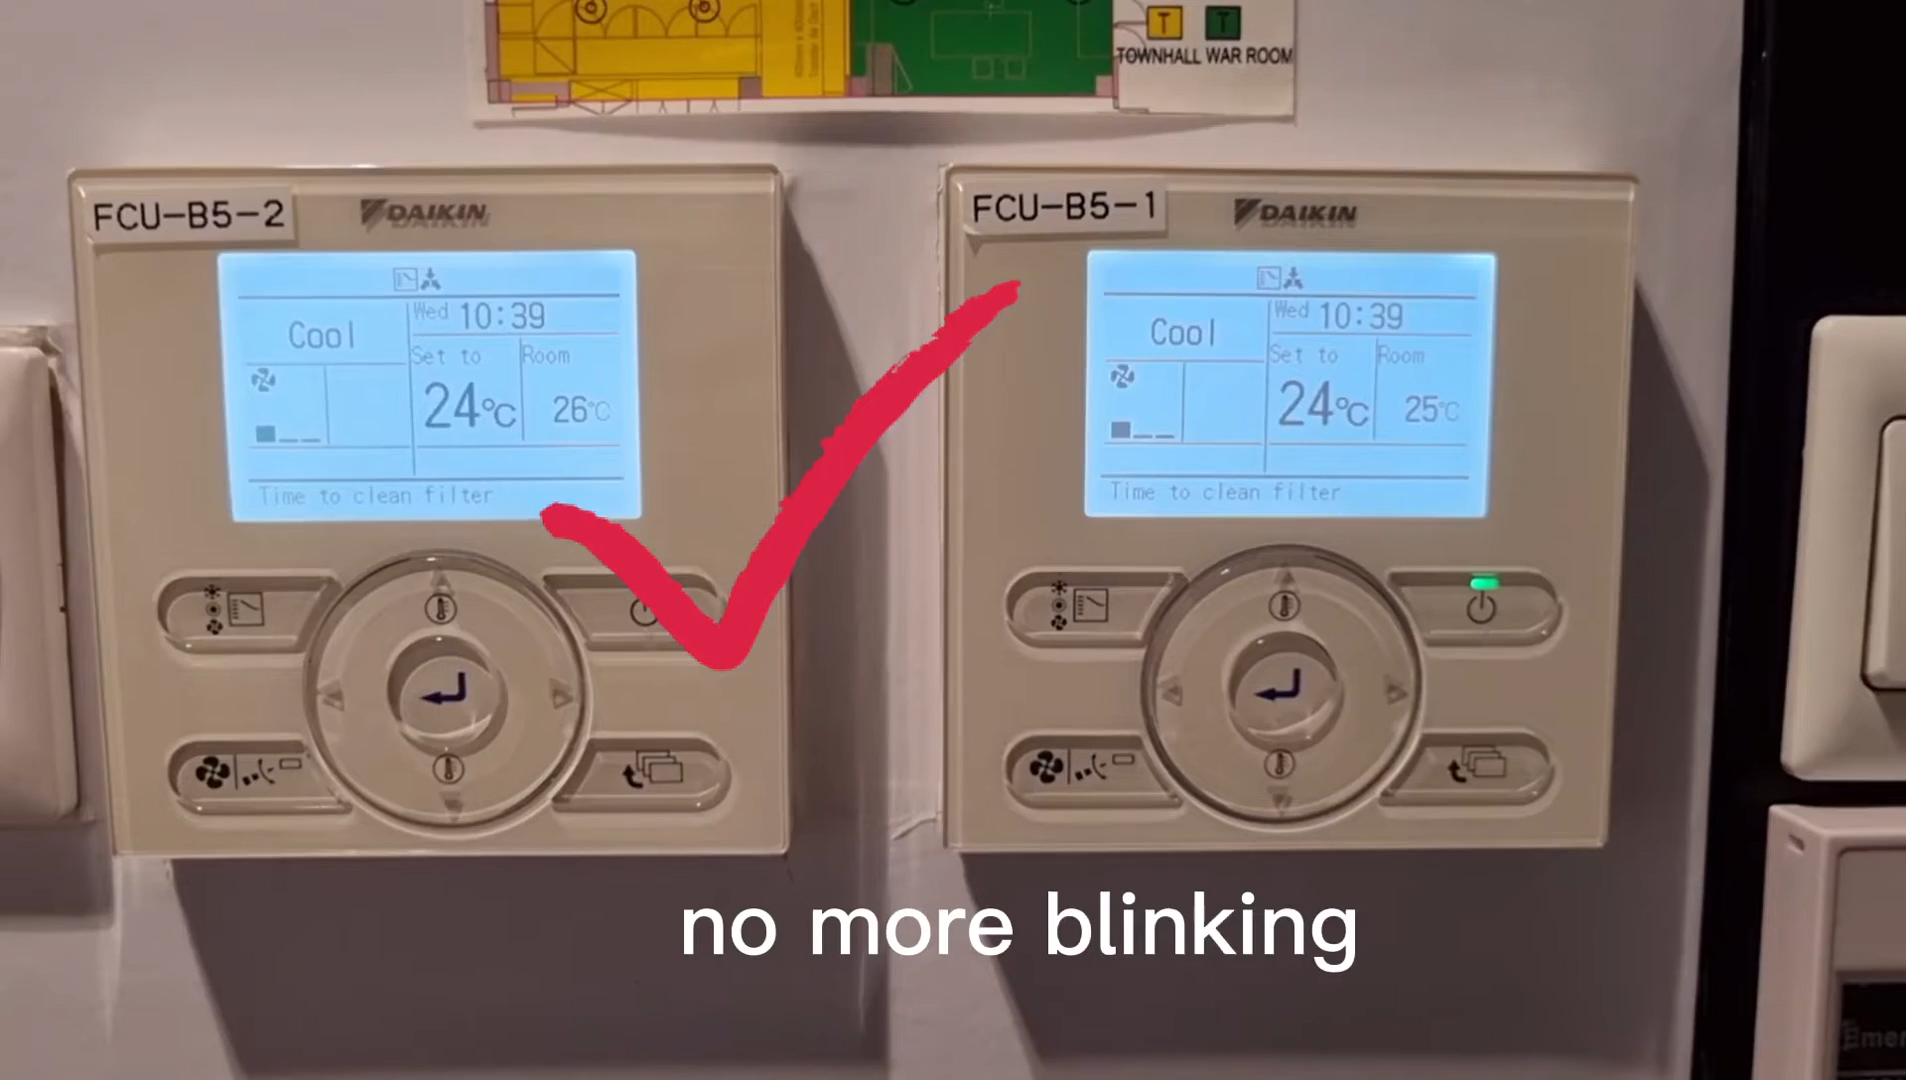 T T
TOWNHALL WAR ROOM
FCU-B5-2
DAIKIN
Wed 10:39
Cool
Set to Room
24°C 26°C
Time to clean filter
FCU-B5-1
DAIKIN
Wed 10:39
Cool
Set to Room
24°C 25°C
Time to clean filter
no more blinking